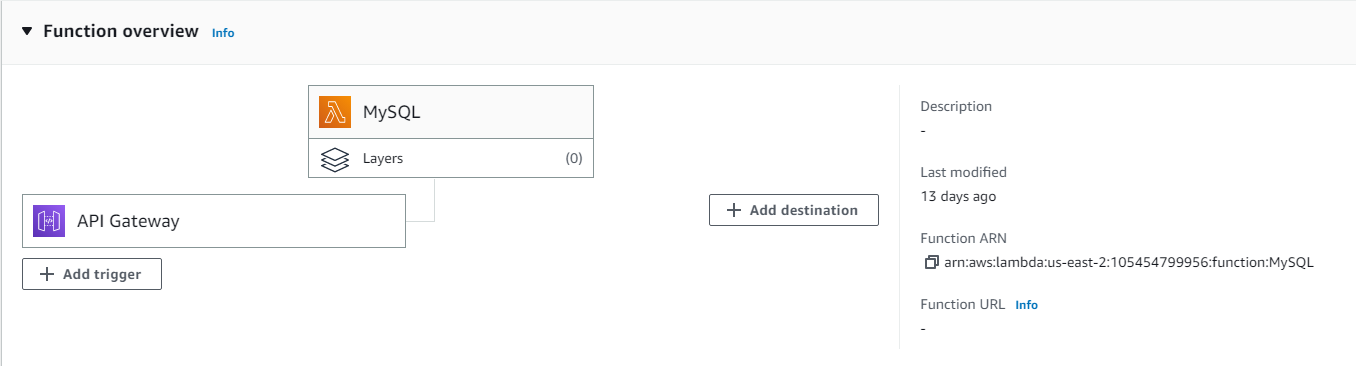 Function overview Info
MySQL
Layers (0)
API Gateway
Add trigger
Add destination
Description
-
Last modified
13 days ago
Function ARN
arn:aws:lambda:us-east-2:105454799956:function:MySQL
Function URL Info
-